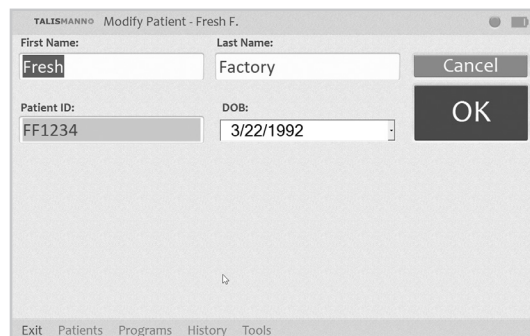 TALISMANNO Modify Patient - Fresh F.
First Name: Last Name:
Fresh Factory Cancel
Patient ID: DOB: OK
FF1234 3/22/1992
Exit Patients Programs History Tools